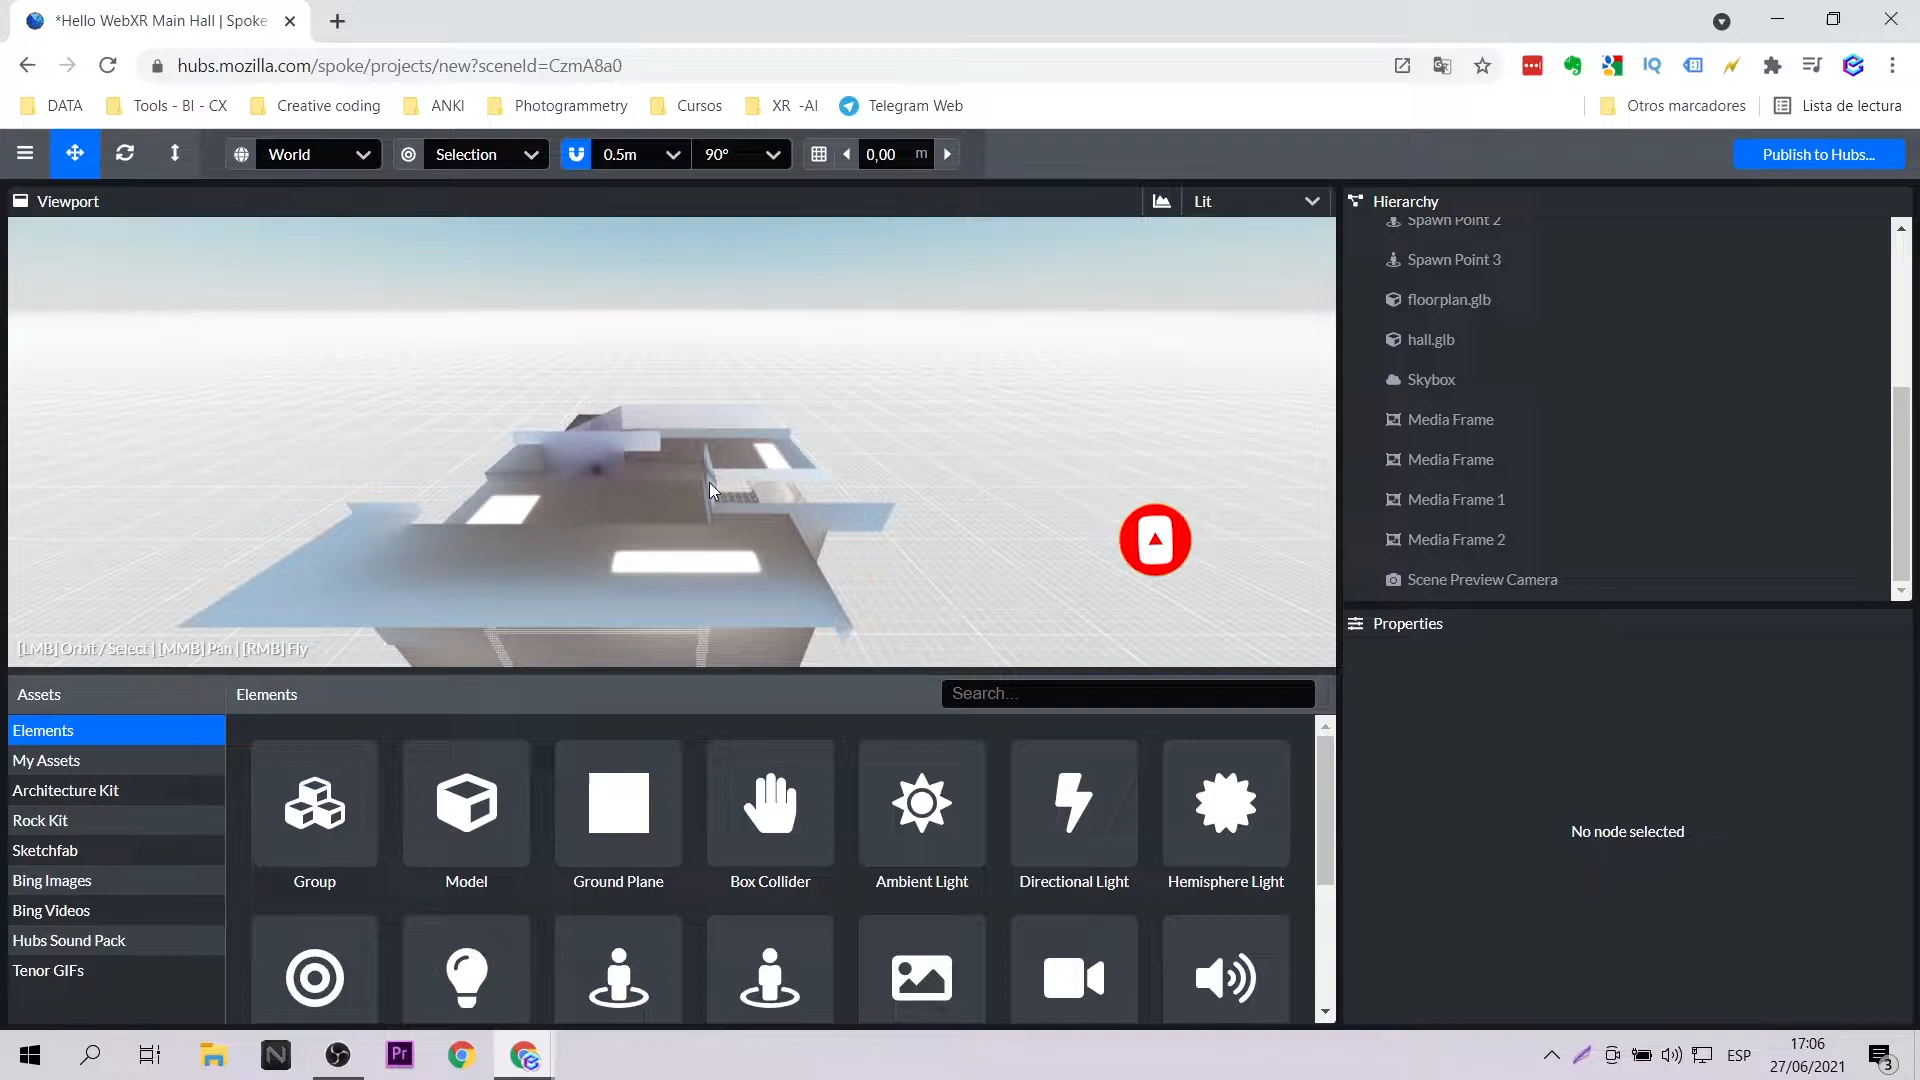 *Hello WebXR Main Hall | Spoke
hubs.mozilla.com/spoke/projects/new?sceneId=CzmA8a0
DATA
Tools - BI - CX
Creative coding
ANKI
Photogrammetry
Cursos
XR -AI
Telegram Web
Otros marcadores
Lista de lectura
World
Selection
0.5m
90°
0,00 m
Publish to Hubs...
Viewport
Lit
Hierarchy
Spawn Point 2
Spawn Point 3
floorplan.glb
hall.glb
Skybox
Media Frame
Media Frame
Media Frame 1
Media Frame 2
Scene Preview Camera
[LMB] Orbit / Select | [MMB] Pan | [RMB] Fly
Properties
No node selected
Assets
Elements
My Assets
Architecture Kit
Rock Kit
Sketchfab
Bing Images
Bing Videos
Hubs Sound Pack
Tenor GIFs
Elements
Search...
Group
Model
Ground Plane
Box Collider
Ambient Light
Directional Light
Hemisphere Light
N
Pr
ESP
17:06
27/06/2021
3
IQ